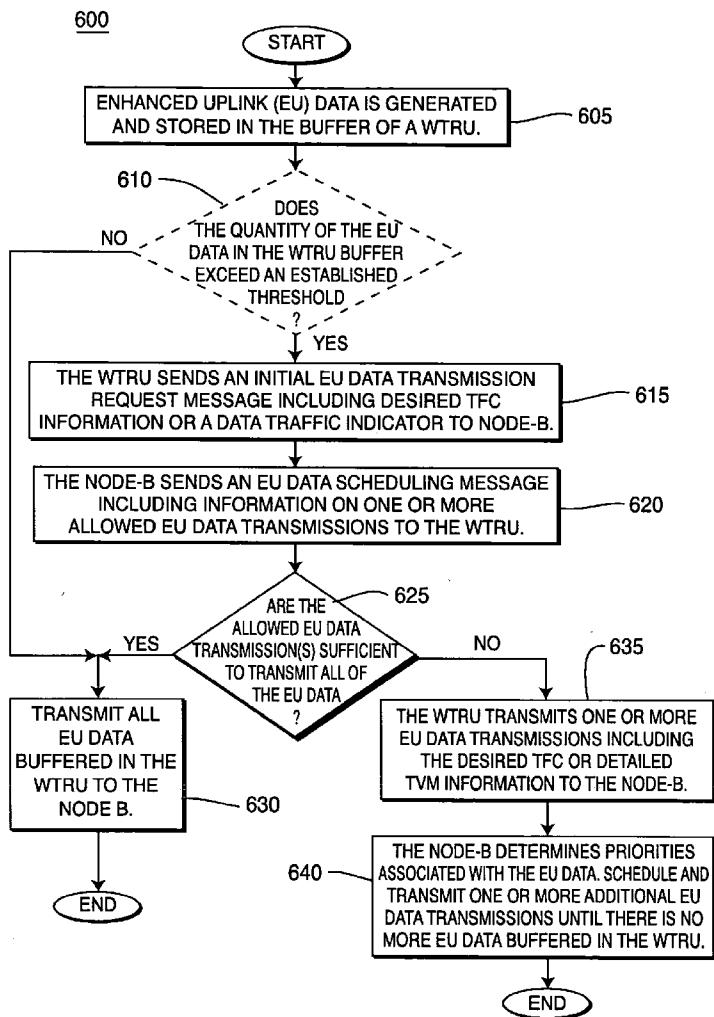 600
START
ENHANCED UPLINK (EU) DATA IS GENERATED
AND STORED IN THE BUFFER OF A WTRU.
605
610
DOES
THE QUANTITY OF THE EU
DATA IN THE WTRU BUFFER
EXCEED AN ESTABLISHED
THRESHOLD
?
NO
YES
THE WTRU SENDS AN INITIAL EU DATA TRANSMISSION
REQUEST MESSAGE INCLUDING DESIRED TFC
INFORMATION OR A DATA TRAFFIC INDICATOR TO NODE-B.
615
THE NODE-B SENDS AN EU DATA SCHEDULING MESSAGE
INCLUDING INFORMATION ON ONE OR MORE
ALLOWED EU DATA TRANSMISSIONS TO THE WTRU.
620
625
ARE THE
ALLOWED EU DATA
TRANSMISSION(S) SUFFICIENT
TO TRANSMIT ALL OF
THE EU DATA
?
YES
NO
TRANSMIT ALL
EU DATA
BUFFERED IN THE
WTRU TO THE
NODE B.
630
END
635
THE WTRU TRANSMITS ONE OR MORE
EU DATA TRANSMISSIONS INCLUDING
THE DESIRED TFC OR DETAILED
TVM INFORMATION TO THE NODE-B.
640
THE NODE-B DETERMINES PRIORITIES
ASSOCIATED WITH THE EU DATA. SCHEDULE AND
TRANSMIT ONE OR MORE ADDITIONAL EU
DATA TRANSMISSIONS UNTIL THERE IS NO
MORE EU DATA BUFFERED IN THE WTRU.
END